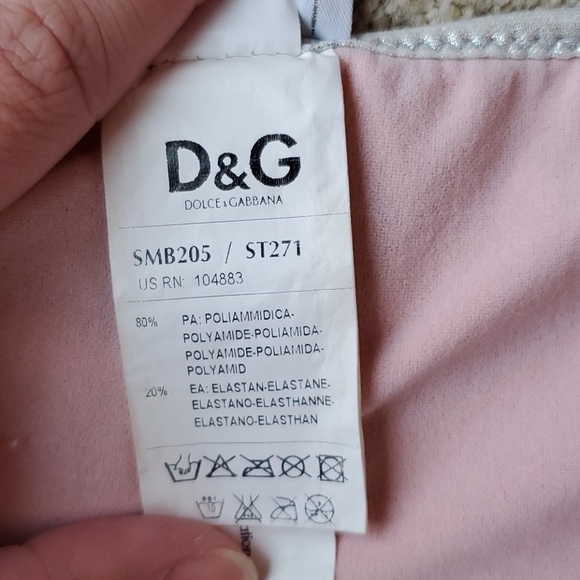 D&G
DOLCE & GABBANA
SMB205 / ST271
US RN: 104883
80% PA: POLIAMMIDICA-
POLYAMIDE-POLIAMIDA-
POLYAMIDE-POLIAMIDA-
POLYAMID
20% EA: ELASTAN-ELASTANE-
ELASTANO-ELASTHANNE-
ELASTANO-ELASTHAN